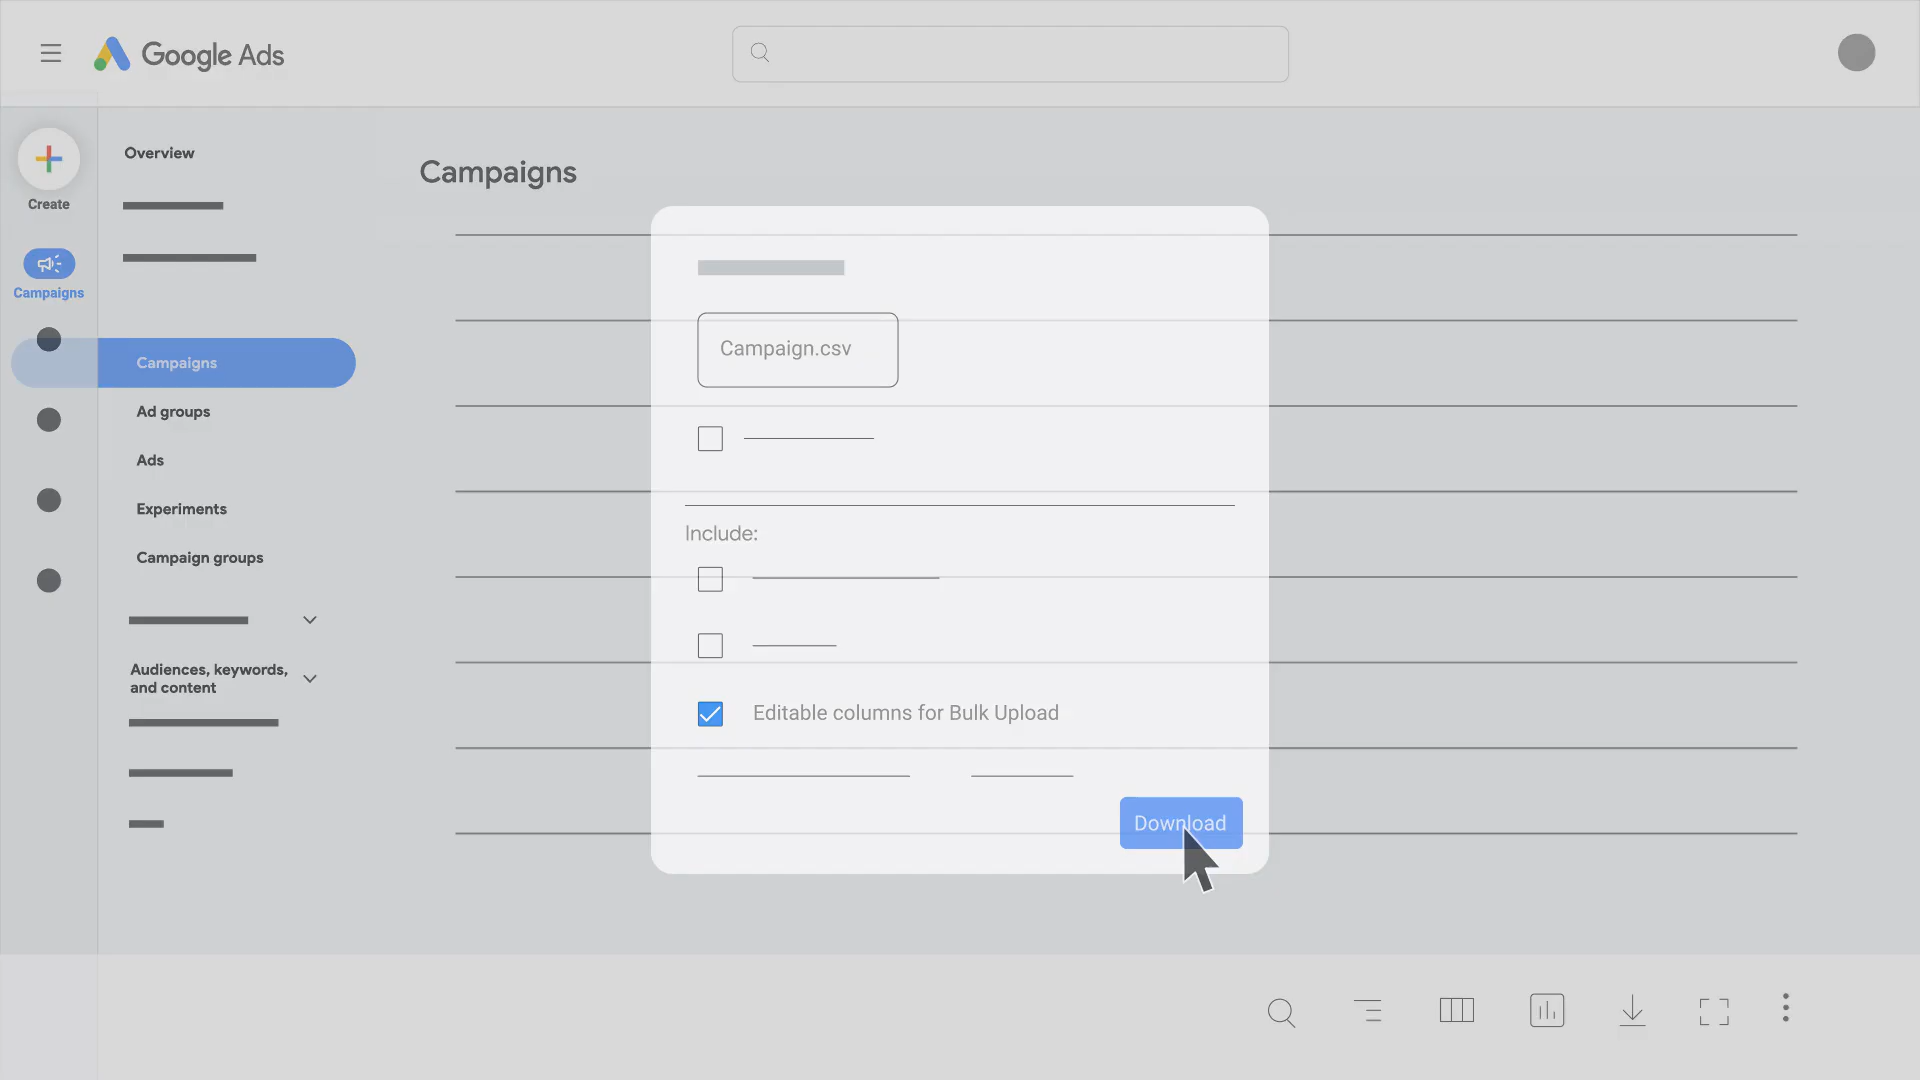 Google Ads
Create
Campaigns
Overview
Campaigns
Ad groups
Ads
Experiments
Campaign groups
Audiences, keywords,
and content
Campaigns
Campaign.csv
Include:
Editable columns for Bulk Upload
Download